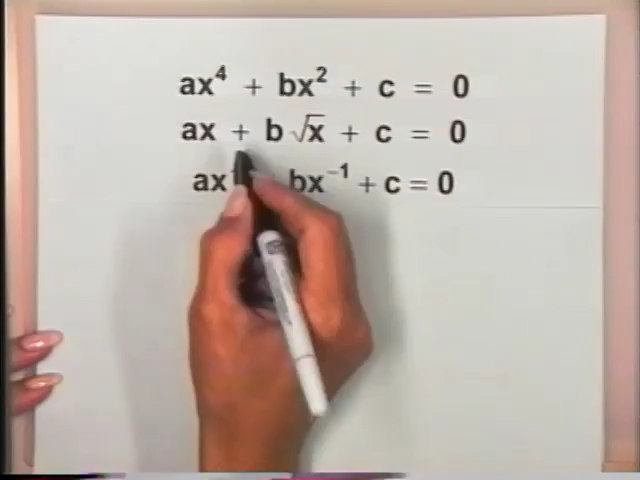 ax⁴ + bx² + c = 0
ax + b √x + c = 0
ax bx⁻¹ + c = 0